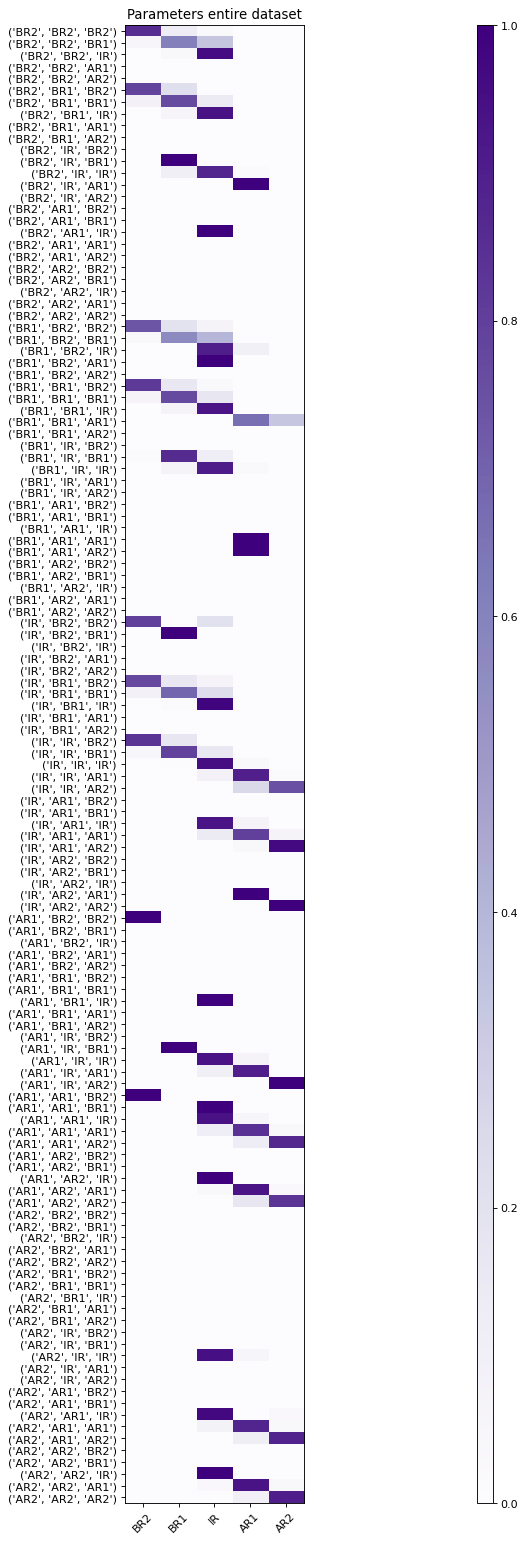 Parameters entire dataset
('BR2', 'BR2', 'BR2')
('BR2', 'BR2', 'BR1')
('BR2', 'BR2', 'IR')
('BR2', 'BR2', 'AR1')
('BR2', 'BR2', 'AR2')
('BR2', 'BR1', 'BR2')
('BR2', 'BR1', 'BR1')
('BR2', 'BR1', 'IR')
('BR2', 'BR1', 'AR1')
('BR2', 'BR1', 'AR2')
('BR2', 'IR', 'BR2')
('BR2', 'IR', 'BR1')
('BR2', 'IR', 'IR')
('BR2', 'IR', 'AR1')
('BR2', 'IR', 'AR2')
('BR2', 'AR1', 'BR2')
('BR2', 'AR1', 'BR1')
('BR2', 'AR1', 'IR')
('BR2', 'AR1', 'AR1')
('BR2', 'AR1', 'AR2')
('BR2', 'AR2', 'BR2')
('BR2', 'AR2', 'BR1')
('BR2', 'AR2', 'IR')
('BR2', 'AR2', 'AR1')
('BR2', 'AR2', 'AR2')
('BR1', 'BR2', 'BR2')
('BR1', 'BR2', 'BR1')
('BR1', 'BR2', 'IR')
('BR1', 'BR2', 'AR1')
('BR1', 'BR2', 'AR2')
('BR1', 'BR1', 'BR2')
('BR1', 'BR1', 'BR1')
('BR1', 'BR1', 'IR')
('BR1', 'BR1', 'AR1')
('BR1', 'BR1', 'AR2')
('BR1', 'IR', 'BR2')
('BR1', 'IR', 'BR1')
('BR1', 'IR', 'IR')
('BR1', 'IR', 'AR1')
('BR1', 'IR', 'AR2')
('BR1', 'AR1', 'BR2')
('BR1', 'AR1', 'BR1')
('BR1', 'AR1', 'IR')
('BR1', 'AR1', 'AR1')
('BR1', 'AR1', 'AR2')
('BR1', 'AR2', 'BR2')
('BR1', 'AR2', 'BR1')
('BR1', 'AR2', 'IR')
('BR1', 'AR2', 'AR1')
('BR1', 'AR2', 'AR2')
('IR', 'BR2', 'BR2')
('IR', 'BR2', 'BR1')
('IR', 'BR2', 'IR')
('IR', 'BR2', 'AR1')
('IR', 'BR2', 'AR2')
('IR', 'BR1', 'BR2')
('IR', 'BR1', 'BR1')
('IR', 'BR1', 'IR')
('IR', 'BR1', 'AR1')
('IR', 'BR1', 'AR2')
('IR', 'IR', 'BR2')
('IR', 'IR', 'BR1')
('IR', 'IR', 'IR')
('IR', 'IR', 'AR1')
('IR', 'IR', 'AR2')
('IR', 'AR1', 'BR2')
('IR', 'AR1', 'BR1')
('IR', 'AR1', 'IR')
('IR', 'AR1', 'AR1')
('IR', 'AR1', 'AR2')
('IR', 'AR2', 'BR2')
('IR', 'AR2', 'BR1')
('IR', 'AR2', 'IR')
('IR', 'AR2', 'AR1')
('IR', 'AR2', 'AR2')
('AR1', 'BR2', 'BR2')
('AR1', 'BR2', 'BR1')
('AR1', 'BR2', 'IR')
('AR1', 'BR2', 'AR1')
('AR1', 'BR2', 'AR2')
('AR1', 'BR1', 'BR2')
('AR1', 'BR1', 'BR1')
('AR1', 'BR1', 'IR')
('AR1', 'BR1', 'AR1')
('AR1', 'BR1', 'AR2')
('AR1', 'IR', 'BR2')
('AR1', 'IR', 'BR1')
('AR1', 'IR', 'IR')
('AR1', 'IR', 'AR1')
('AR1', 'IR', 'AR2')
('AR1', 'AR1', 'BR2')
('AR1', 'AR1', 'BR1')
('AR1', 'AR1', 'IR')
('AR1', 'AR1', 'AR1')
('AR1', 'AR1', 'AR2')
('AR1', 'AR2', 'BR2')
('AR1', 'AR2', 'BR1')
('AR1', 'AR2', 'IR')
('AR1', 'AR2', 'AR1')
('AR1', 'AR2', 'AR2')
('AR2', 'BR2', 'BR2')
('AR2', 'BR2', 'BR1')
('AR2', 'BR2', 'IR')
('AR2', 'BR2', 'AR1')
('AR2', 'BR2', 'AR2')
('AR2', 'BR1', 'BR2')
('AR2', 'BR1', 'BR1')
('AR2', 'BR1', 'IR')
('AR2', 'BR1', 'AR1')
('AR2', 'BR1', 'AR2')
('AR2', 'IR', 'BR2')
('AR2', 'IR', 'BR1')
('AR2', 'IR', 'IR')
('AR2', 'IR', 'AR1')
('AR2', 'IR', 'AR2')
('AR2', 'AR1', 'BR2')
('AR2', 'AR1', 'BR1')
('AR2', 'AR1', 'IR')
('AR2', 'AR1', 'AR1')
('AR2', 'AR1', 'AR2')
('AR2', 'AR2', 'BR2')
('AR2', 'AR2', 'BR1')
('AR2', 'AR2', 'IR')
('AR2', 'AR2', 'AR1')
('AR2', 'AR2', 'AR2')
BR2 BR1 IR AR1 AR2
1.0
0.8
0.6
0.4
0.2
0.0